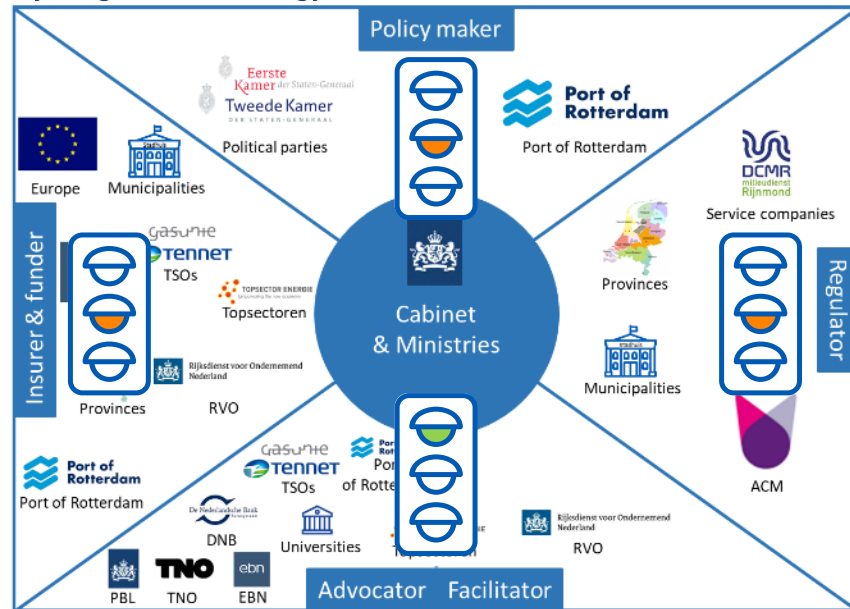 Policy maker
Eerste
Kamer der Staten-Generaal
Tweede Kamer
DER STATEN-GENERAAL
Political parties
Port of
Rotterdam
Port of Rotterdam
Europe
Stadhuis
Municipalities
DCMR
milieudienst
Rijnmond
Service companies
Insurer & funder
gasunie
TENNET
TSOs
TOPSECTOR ENERGIE
Topsectoren
Rijksdienst voor Ondernemend
Nederland
Provinces
RVO
Port of
Rotterdam
Port of Rotterdam
Cabinet
& Ministries
Provinces
Stadhuis
Municipalities
Regulator
ACM
gasunie
TENNET
TSOs
of
De Nederlandsche Bank
DNB
Universities
Rijksdienst voor Ondernemend
Nederland
RVO
PBL
TNO
TNO
ebn
EBN
Advocator Facilitator